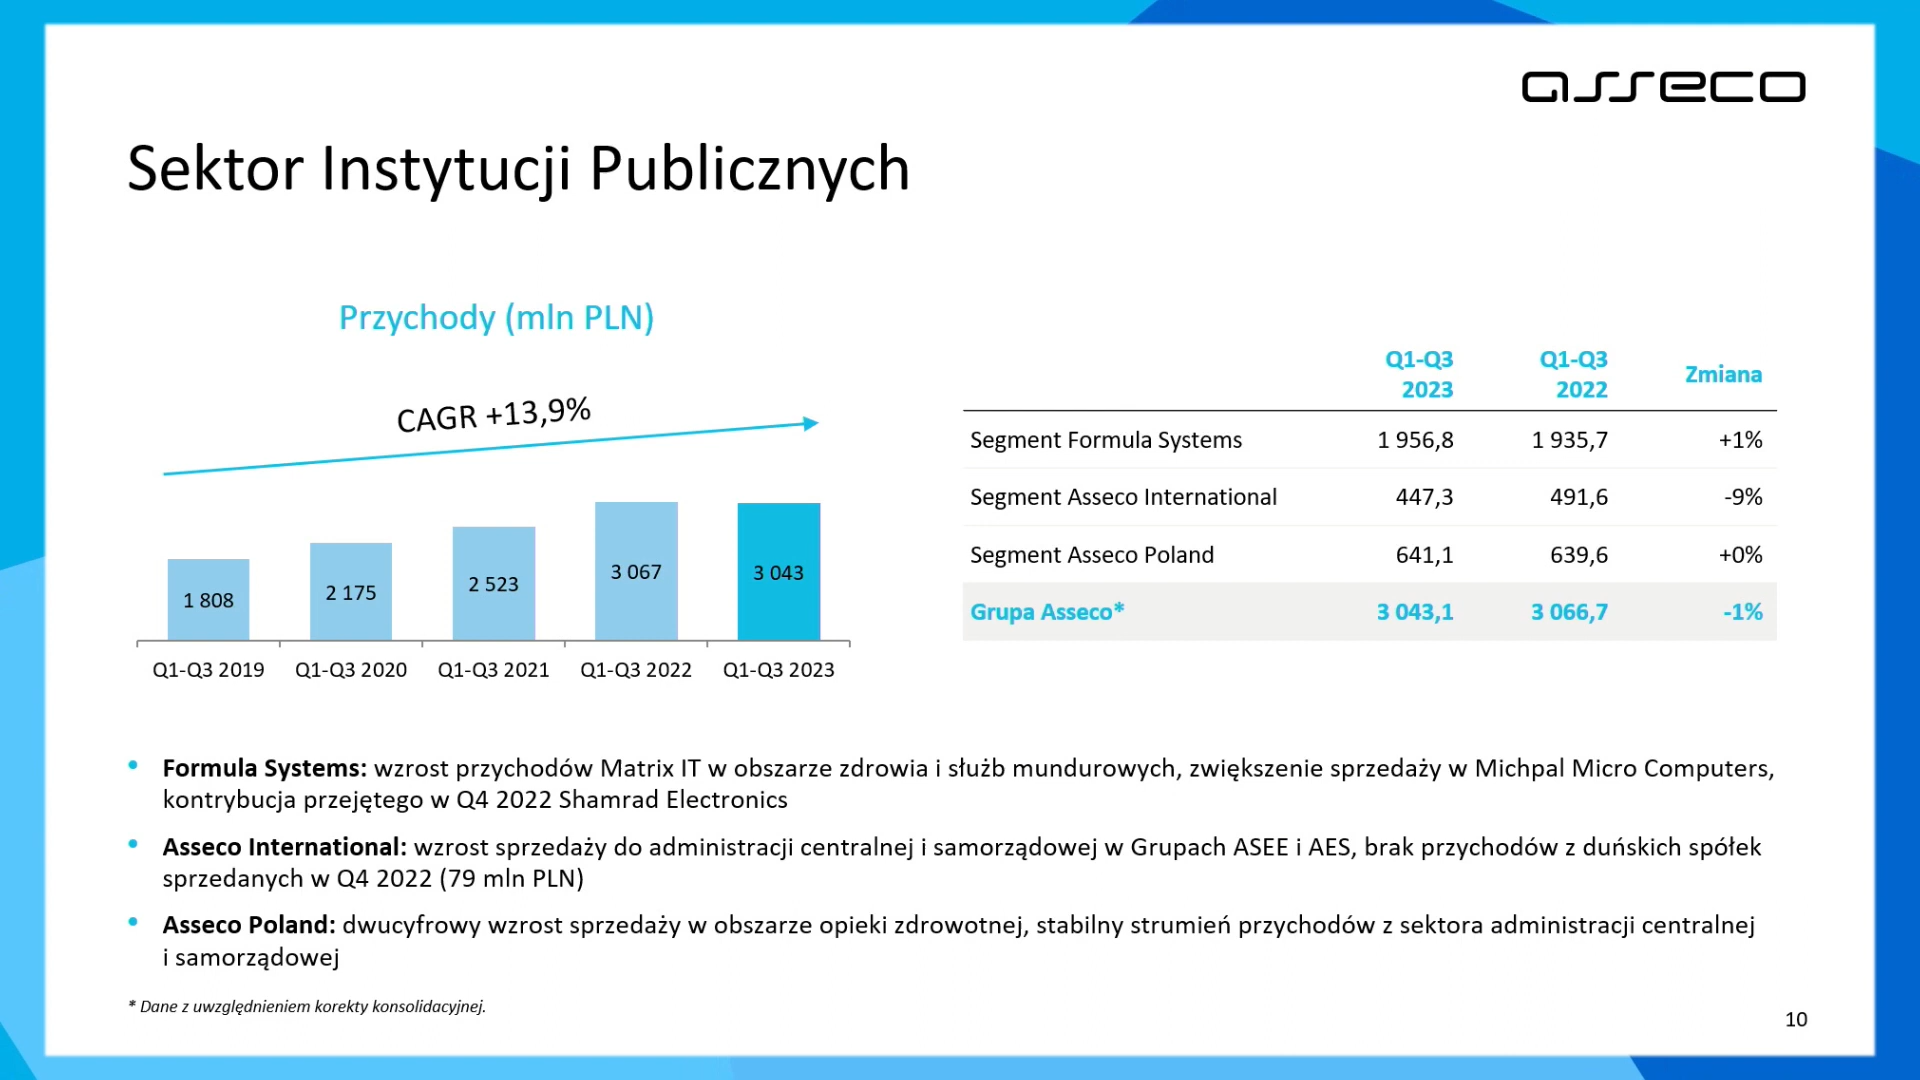 asseco
Sektor Instytucji Publicznych
Przychody (mln PLN)
CAGR +13,9%
1 808
2 175
2 523
3 067
3 043
Q1-Q3 2019
Q1-Q3 2020
Q1-Q3 2021
Q1-Q3 2022
Q1-Q3 2023
Q1-Q3 2023
Q1-Q3 2022
Zmiana
Segment Formula Systems 1 956,8 1 935,7 +1%
Segment Asseco International 447,3 491,6 -9%
Segment Asseco Poland 641,1 639,6 +0%
Grupa Asseco* 3 043,1 3 066,7 -1%
• Formula Systems: wzrost przychodów Matrix IT w obszarze zdrowia i służb mundurowych, zwiększenie sprzedaży w Michpal Micro Computers,
kontrybucja przejętego w Q4 2022 Shamrad Electronics
• Asseco International: wzrost sprzedaży do administracji centralnej i samorządowej w Grupach ASEE i AES, brak przychodów z duńskich spółek
sprzedanych w Q4 2022 (79 mln PLN)
• Asseco Poland: dwucyfrowy wzrost sprzedaży w obszarze opieki zdrowotnej, stabilny strumień przychodów z sektora administracji centralnej
i samorządowej
* Dane z uwzględnieniem korekty konsolidacyjnej.
10